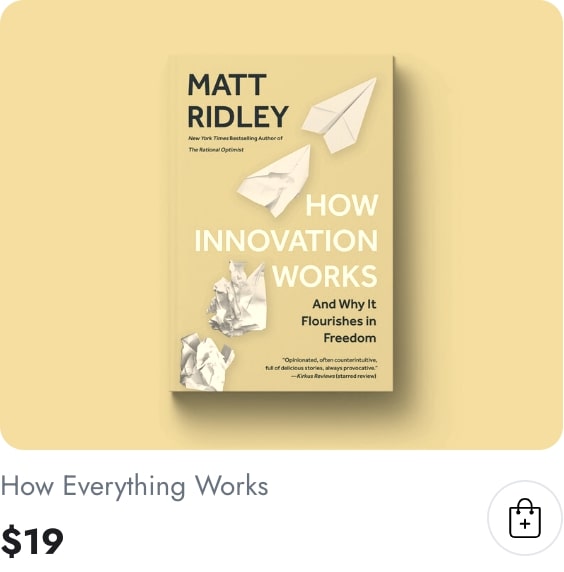 MATT
RIDLEY
New York Times Bestselling Author of
The Rational Optimist
HOW
INNOVATION
WORKS
And Why It
Flourishes in
Freedom
"Opinionated, often counterintuitive,
full of delicious stories, always provocative."
—Kirkus Reviews (starred review)
How Everything Works
$19